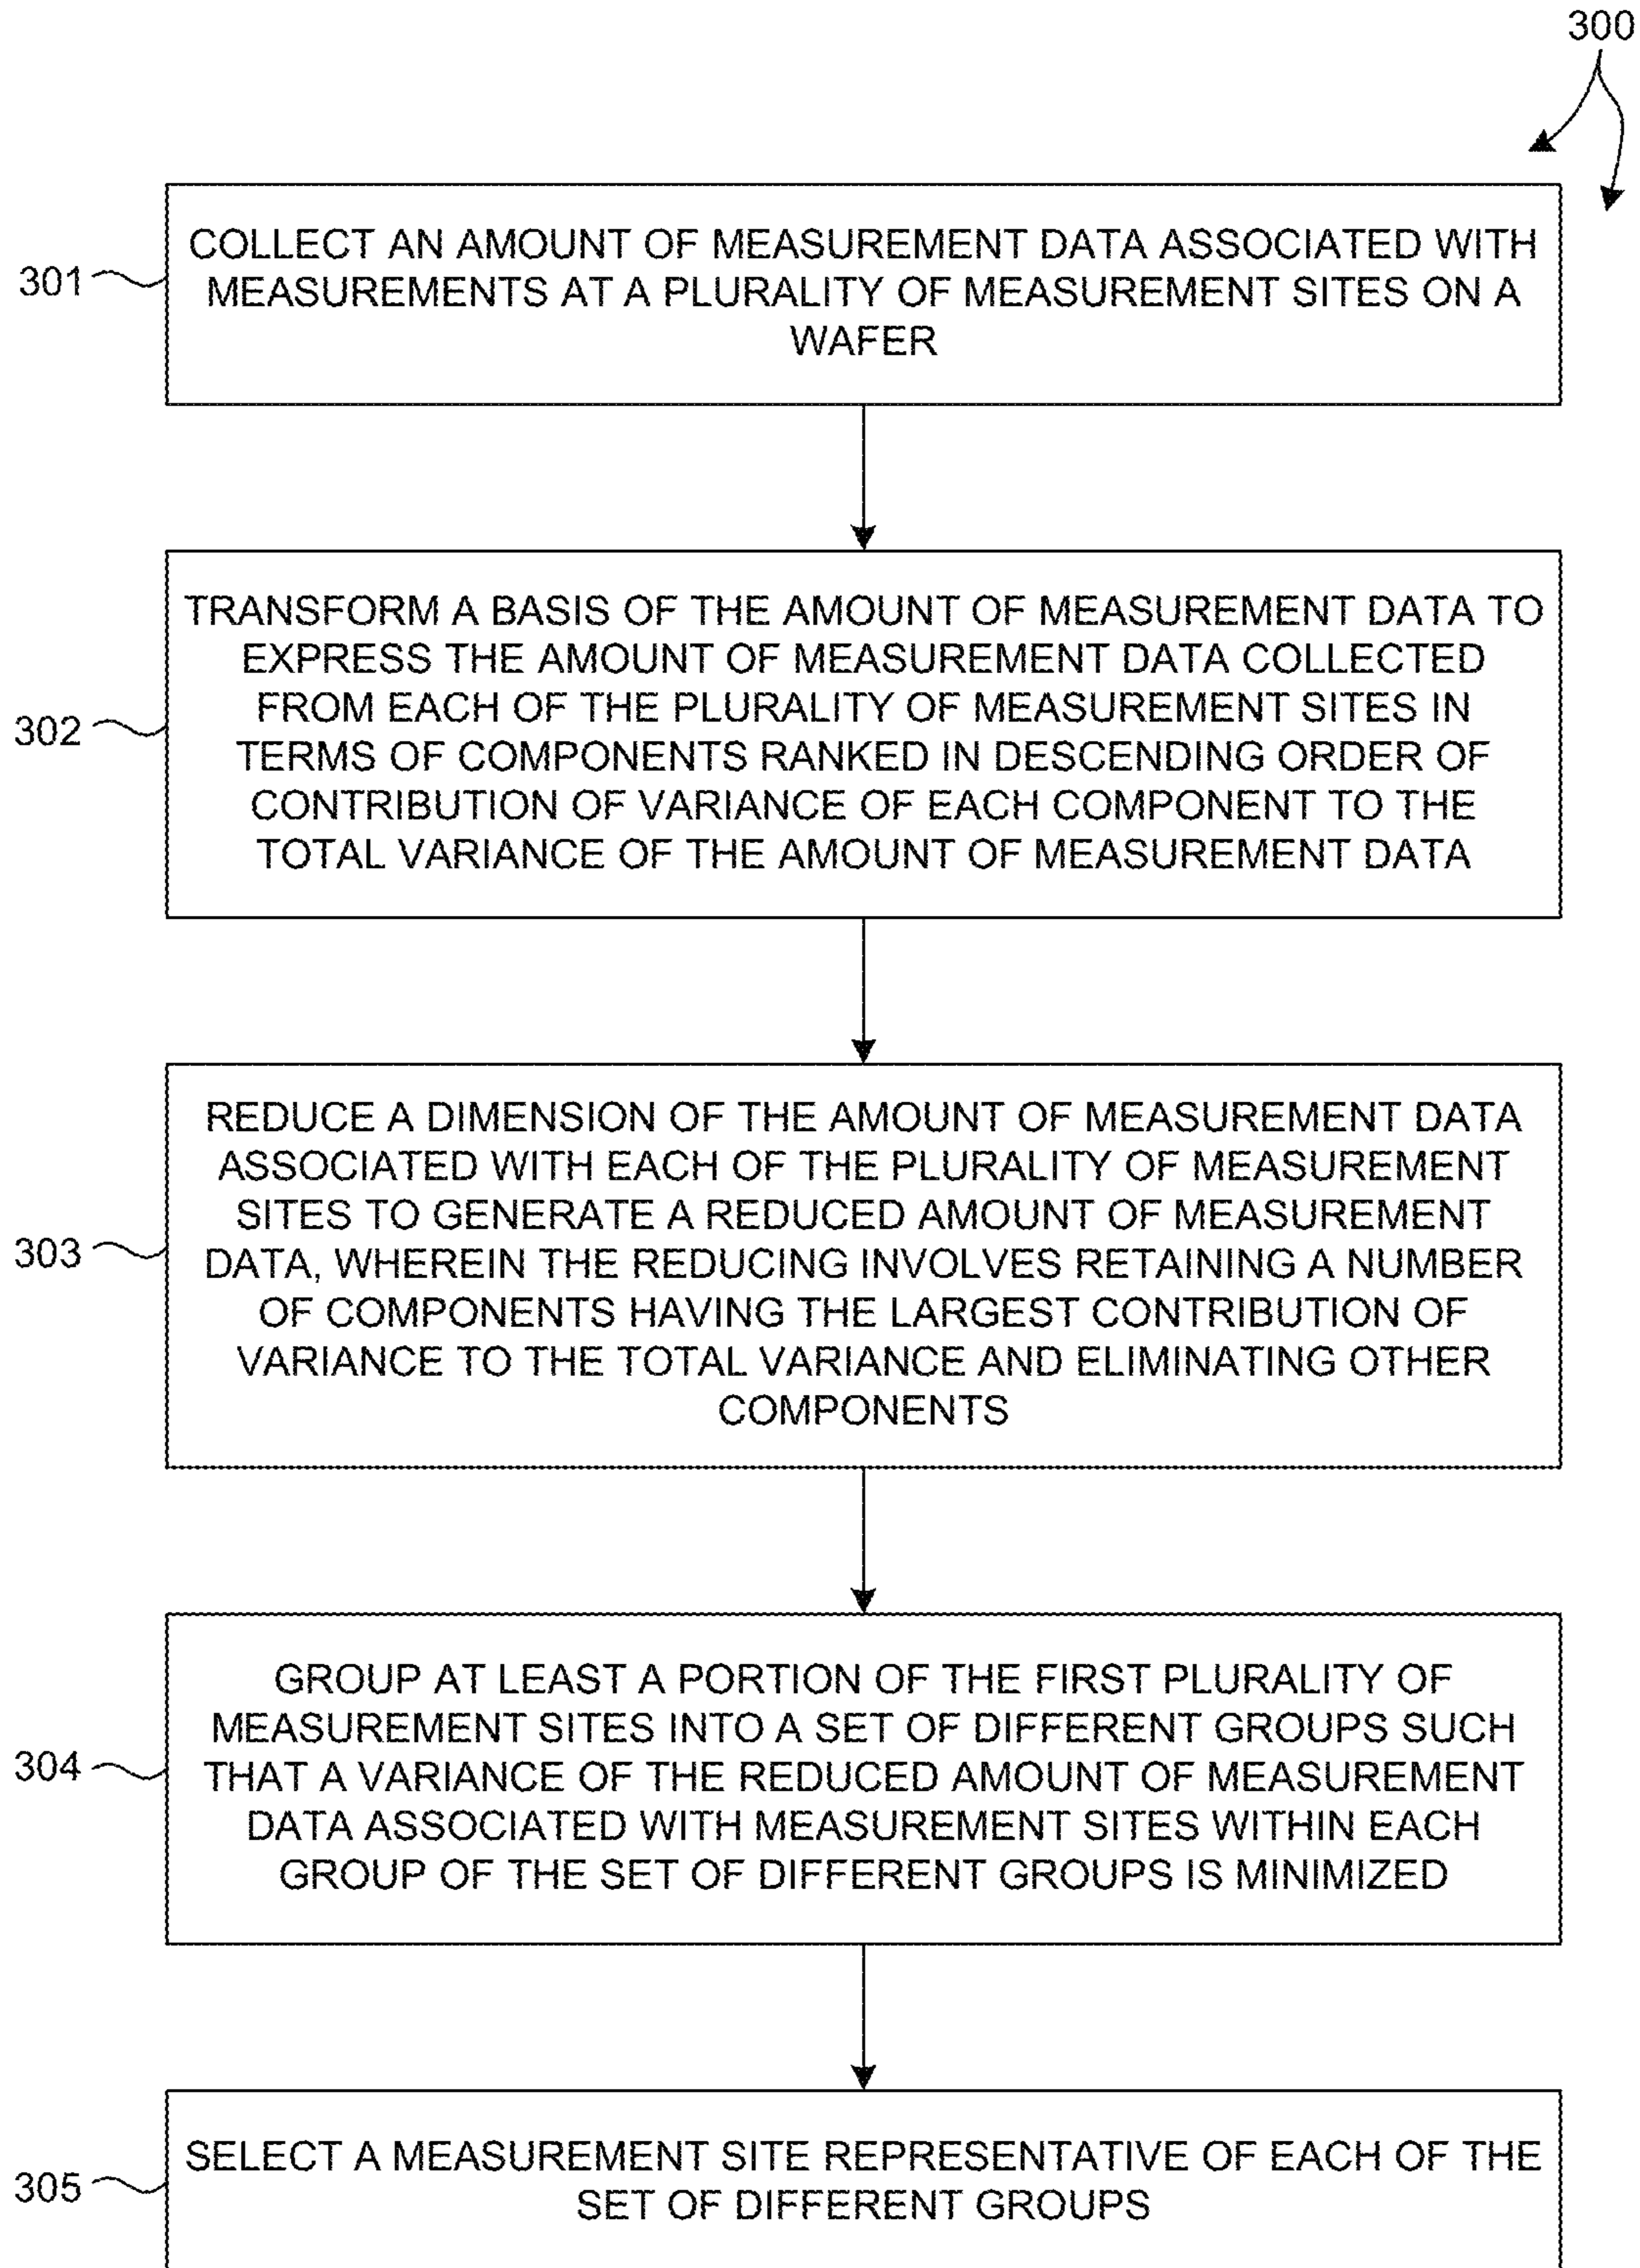 300
301
COLLECT AN AMOUNT OF MEASUREMENT DATA ASSOCIATED WITH
MEASUREMENTS AT A PLURALITY OF MEASUREMENT SITES ON A
WAFER
302
TRANSFORM A BASIS OF THE AMOUNT OF MEASUREMENT DATA TO
EXPRESS THE AMOUNT OF MEASUREMENT DATA COLLECTED
FROM EACH OF THE PLURALITY OF MEASUREMENT SITES IN
TERMS OF COMPONENTS RANKED IN DESCENDING ORDER OF
CONTRIBUTION OF VARIANCE OF EACH COMPONENT TO THE
TOTAL VARIANCE OF THE AMOUNT OF MEASUREMENT DATA
303
REDUCE A DIMENSION OF THE AMOUNT OF MEASUREMENT DATA
ASSOCIATED WITH EACH OF THE PLURALITY OF MEASUREMENT
SITES TO GENERATE A REDUCED AMOUNT OF MEASUREMENT
DATA, WHEREIN THE REDUCING INVOLVES RETAINING A NUMBER
OF COMPONENTS HAVING THE LARGEST CONTRIBUTION OF
VARIANCE TO THE TOTAL VARIANCE AND ELIMINATING OTHER
COMPONENTS
304
GROUP AT LEAST A PORTION OF THE FIRST PLURALITY OF
MEASUREMENT SITES INTO A SET OF DIFFERENT GROUPS SUCH
THAT A VARIANCE OF THE REDUCED AMOUNT OF MEASUREMENT
DATA ASSOCIATED WITH MEASUREMENT SITES WITHIN EACH
GROUP OF THE SET OF DIFFERENT GROUPS IS MINIMIZED
305
SELECT A MEASUREMENT SITE REPRESENTATIVE OF EACH OF THE
SET OF DIFFERENT GROUPS